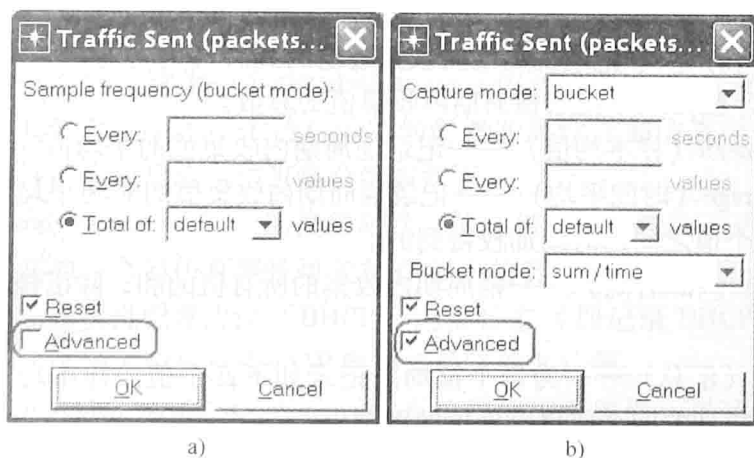 Traffic Sent (packets...
Sample frequency (bucket mode):
Every: seconds
Every: values
Total of: default values
Reset
Advanced
OK Cancel
a)
Traffic Sent (packets...
Capture mode: bucket
Every: seconds
Every: values
Total of: default values
Bucket mode: sum / time
Reset
Advanced
OK Cancel
b)